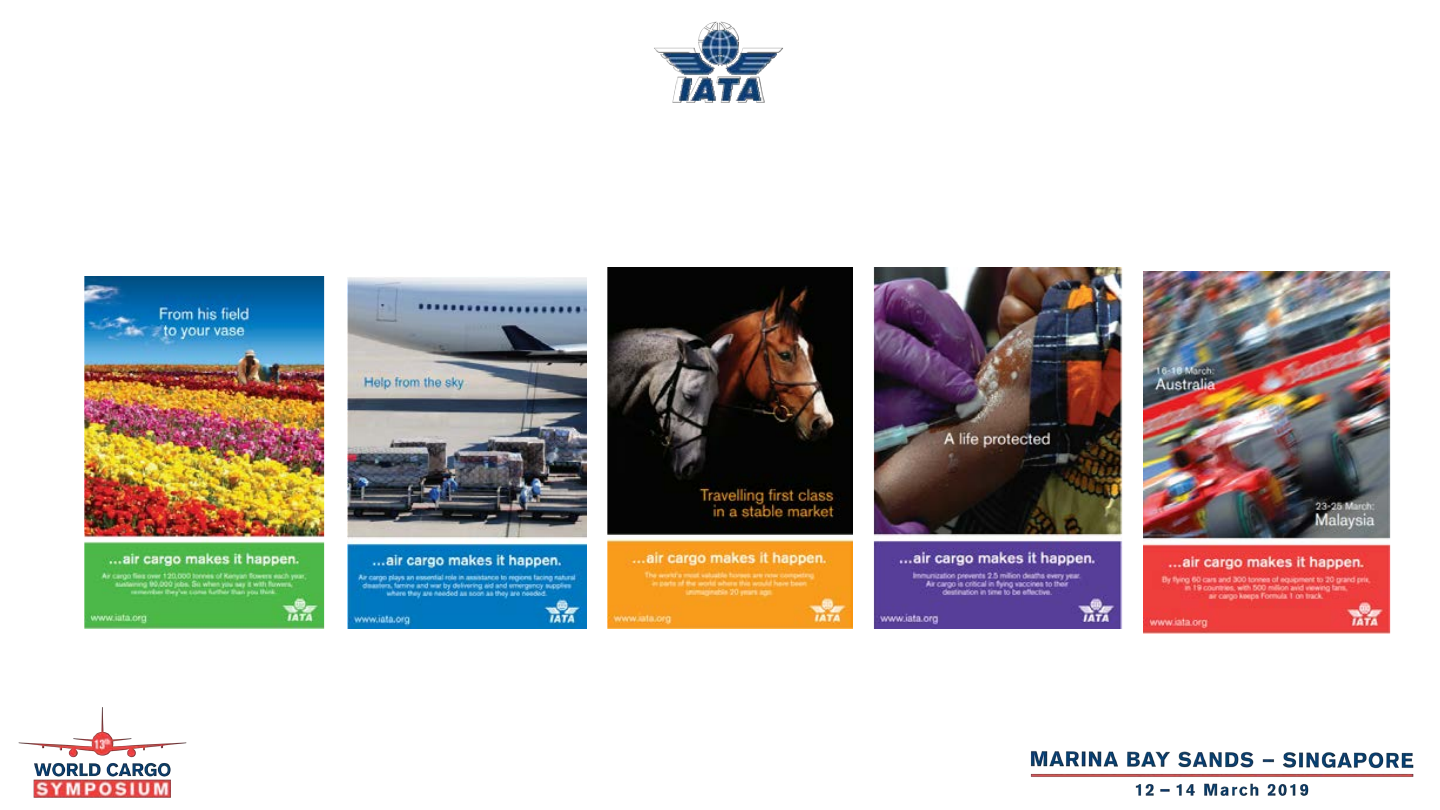 IATA
From his field
to your vase
...air cargo makes it happen.
Air cargo flies over 120,000 tonnes of Kenyan flowers each year,
sustaining 90,000 jobs. So when you say it with flowers,
remember they've come further than you think.
www.iata.org
IATA
Help from the sky
...air cargo makes it happen.
Air cargo plays an essential role in assistance to regions facing natural
disasters, famine and war by delivering aid and emergency supplies
where they are needed as soon as they are needed.
www.iata.org
IATA
Travelling first class
in a stable market
...air cargo makes it happen.
The world's most valuable horses are now competing
in parts of the world where this would have been
unimaginable 20 years ago
www.iata.org
IATA
A life protected
...air cargo makes it happen.
Immunization prevents 2.5 million deaths every year.
Air cargo is critical in flying vaccines to their
destination in time to be effective.
www.iata.org
IATA
March:
Australia
23-25 March:
Malaysia
...air cargo makes it happen.
By flying 60 cars and 300 tonnes of equipment to 20 grand prix,
in 19 countries, with 500 million avid viewing fans,
air cargo keeps Formula 1 on track.
www.iata.org
IATA
13th
WORLD CARGO
SYMPOSIUM
MARINA BAY SANDS – SINGAPORE
12 – 14 March 2019